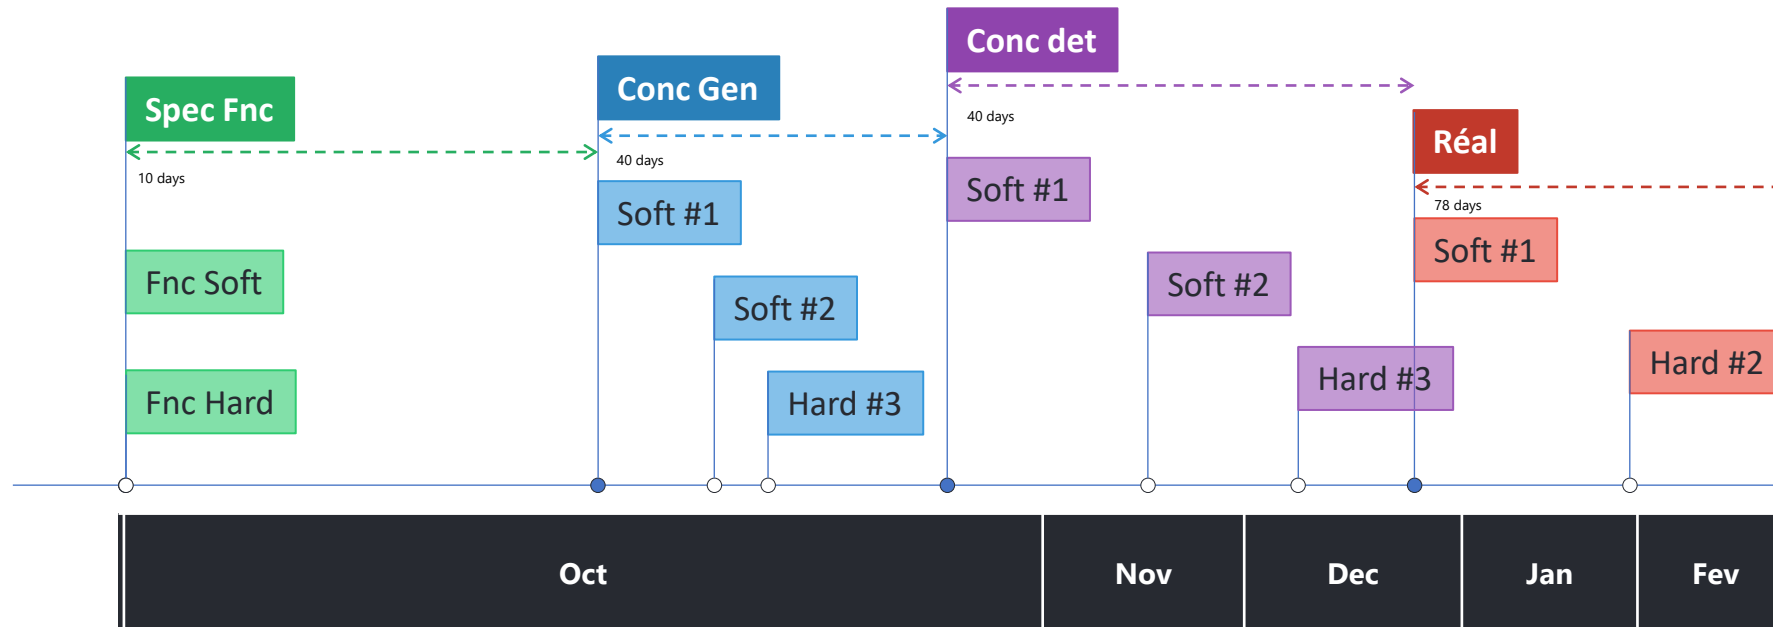 Spec Fnc
10 days
Fnc Soft
Fnc Hard
Conc Gen
40 days
Soft #1
Soft #2
Hard #3
Conc det
40 days
Soft #1
Soft #2
Hard #3
Réal
78 days
Soft #1
Hard #2
Oct
Nov
Dec
Jan
Fev